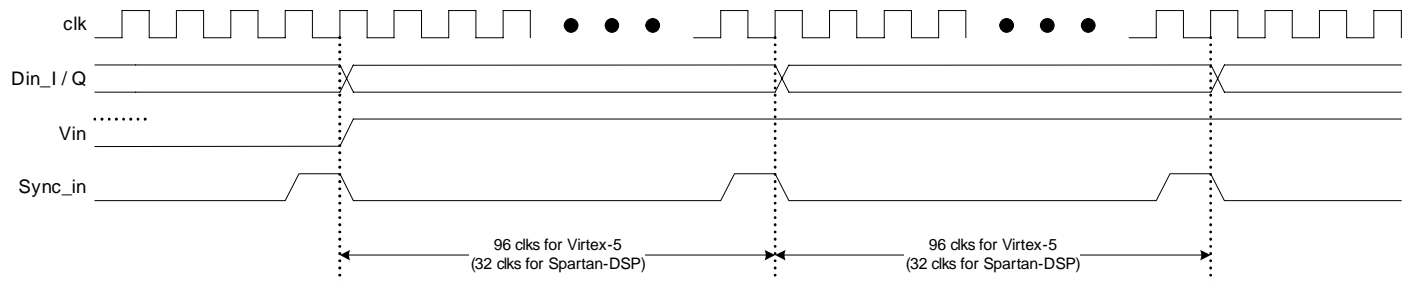 clk
Din_I / Q
Vin
Sync_in
96 clks for Virtex-5
(32 clks for Spartan-DSP)
96 clks for Virtex-5
(32 clks for Spartan-DSP)